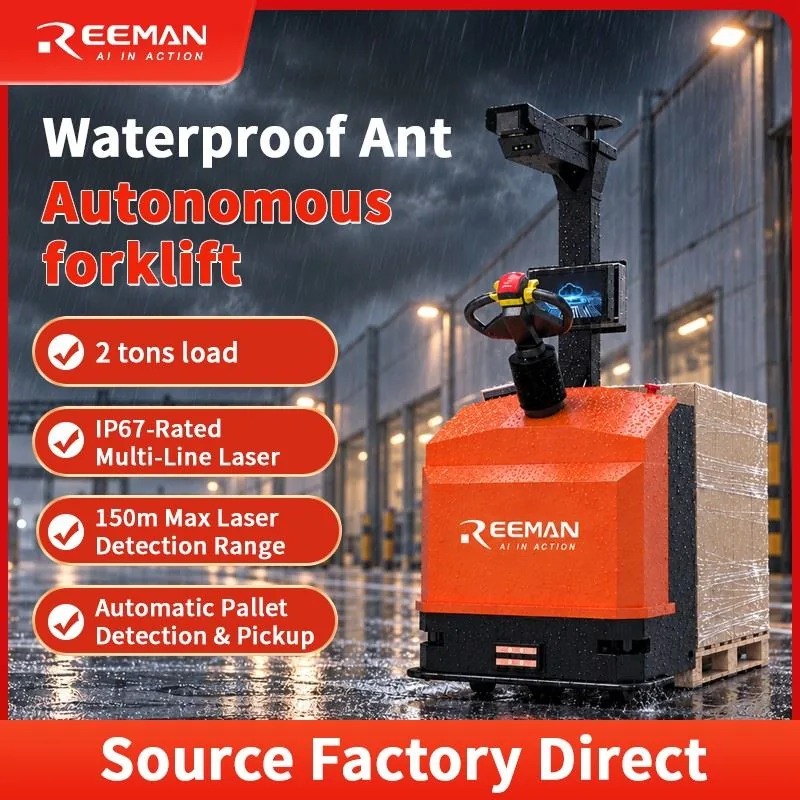 REEMAN
AI IN ACTION
Waterproof Ant
Autonomous
forklift
2 tons load
IP67-Rated
Multi-Line Laser
150m Max Laser
Detection Range
Automatic Pallet
Detection & Pickup
REEMAN
AI IN ACTION
Source Factory Direct